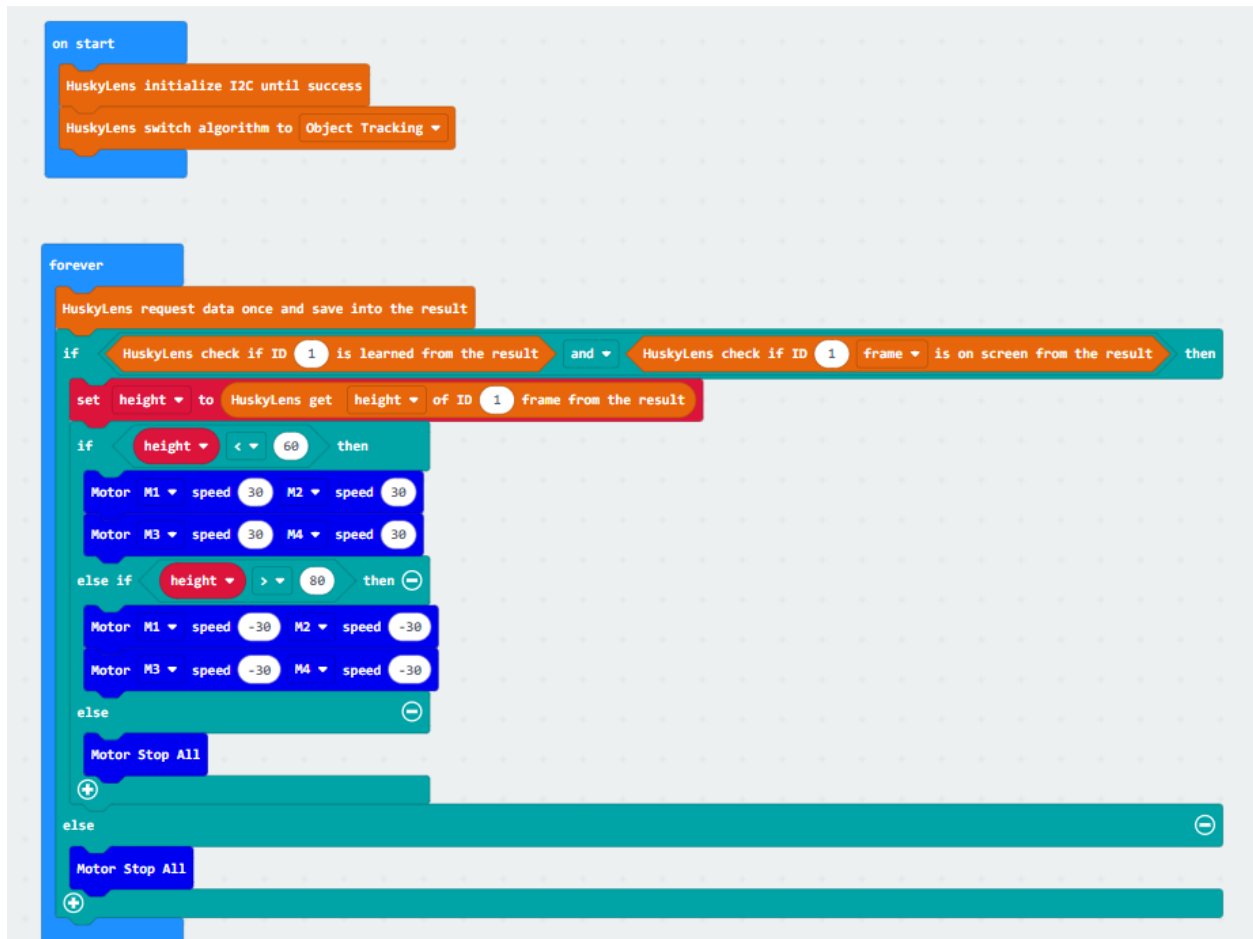 on start
HuskyLens initialize I2C until success
HuskyLens switch algorithm to Object Tracking
forever
HuskyLens request data once and save into the result
if HuskyLens check if ID 1 is learned from the result and HuskyLens check if ID 1 frame is on screen from the result then
set height to HuskyLens get height of ID 1 frame from the result
if height < 60 then
Motor M1 speed 30 M2 speed 30
Motor M3 speed 30 M4 speed 30
else if height > 80 then
Motor M1 speed -30 M2 speed -30
Motor M3 speed -30 M4 speed -30
else
Motor Stop All
else
Motor Stop All